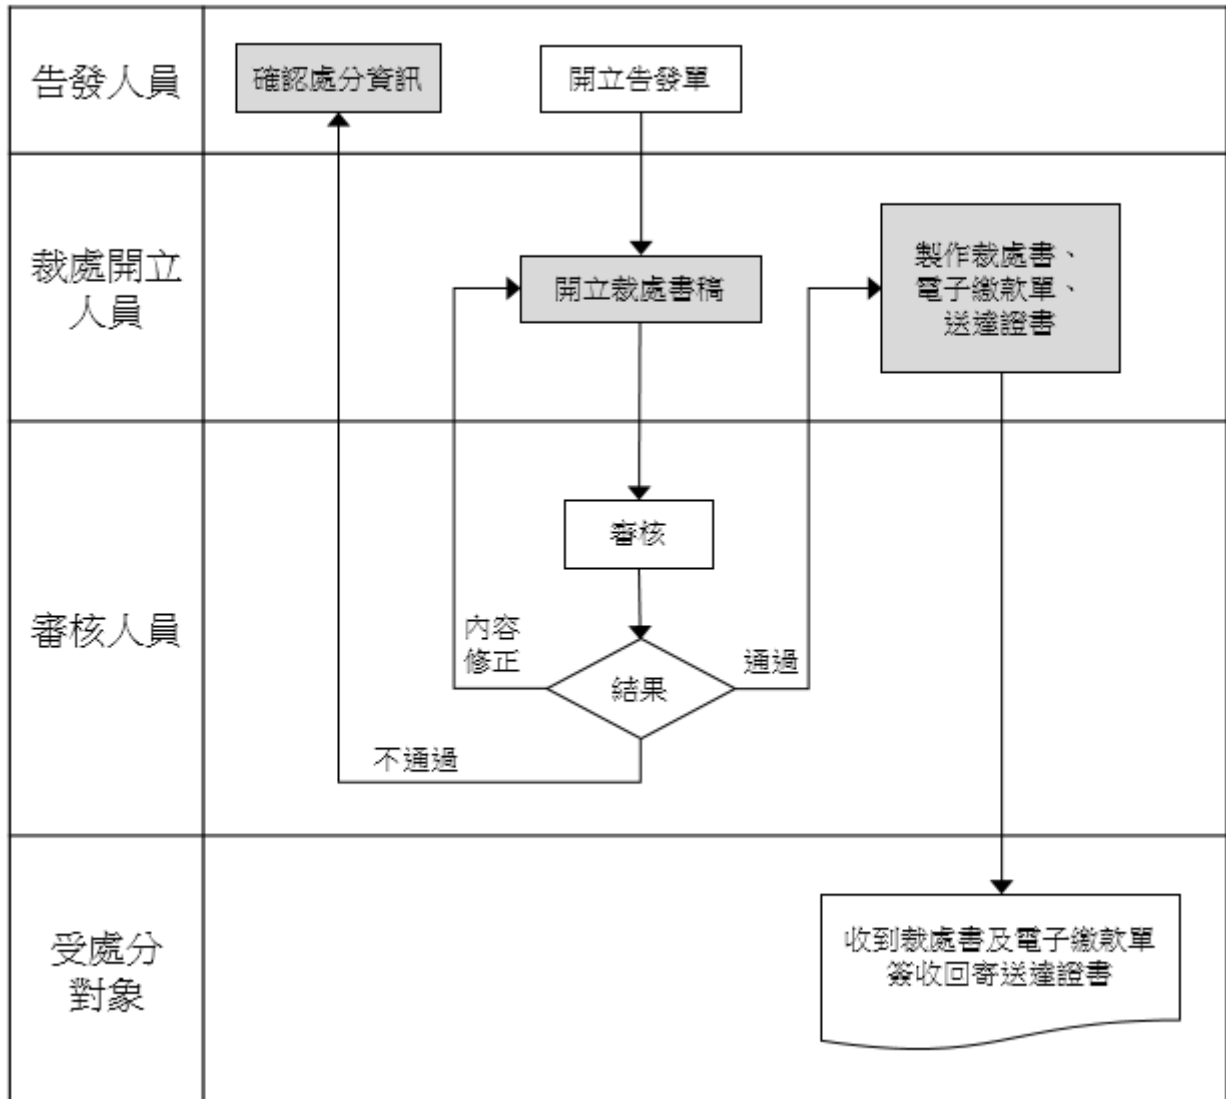 告發人員
確認處分資訊
開立告發單
裁處開立
人員
開立裁處書稿
製作裁處書、
電子繳款單、
送達證書
審核人員
審核
內容
修正
結果
通過
不通過
受處分
對象
收到裁處書及電子繳款單
簽收回寄送達證書